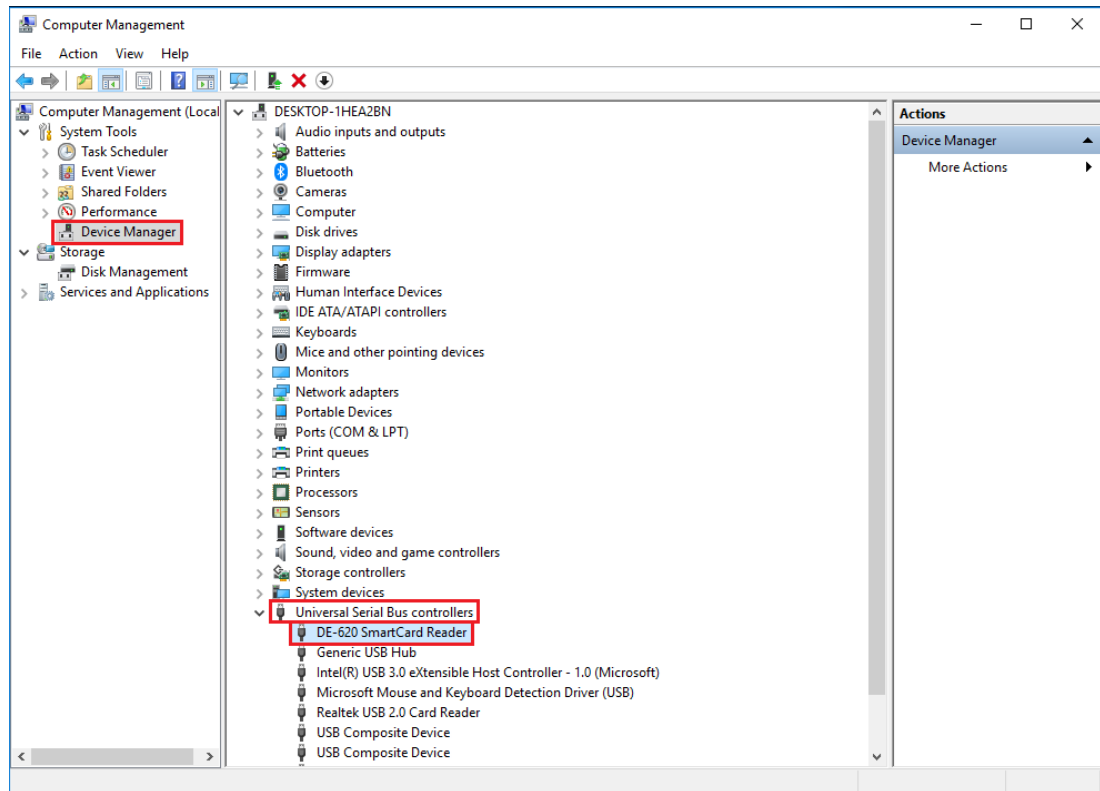 Computer Management
File Action View Help
Computer Management (Local
System Tools
Task Scheduler
Event Viewer
Shared Folders
Performance
Device Manager
Storage
Disk Management
Services and Applications
DESKTOP-1HEA2BN
Audio inputs and outputs
Batteries
Bluetooth
Cameras
Computer
Disk drives
Display adapters
Firmware
Human Interface Devices
IDE ATA/ATAPI controllers
Keyboards
Mice and other pointing devices
Monitors
Network adapters
Portable Devices
Ports (COM & LPT)
Print queues
Printers
Processors
Sensors
Software devices
Sound, video and game controllers
Storage controllers
System devices
Universal Serial Bus controllers
DE-620 SmartCard Reader
Generic USB Hub
Intel(R) USB 3.0 eXtensible Host Controller - 1.0 (Microsoft)
Microsoft Mouse and Keyboard Detection Driver (USB)
Realtek USB 2.0 Card Reader
USB Composite Device
USB Composite Device
Actions
Device Manager
More Actions